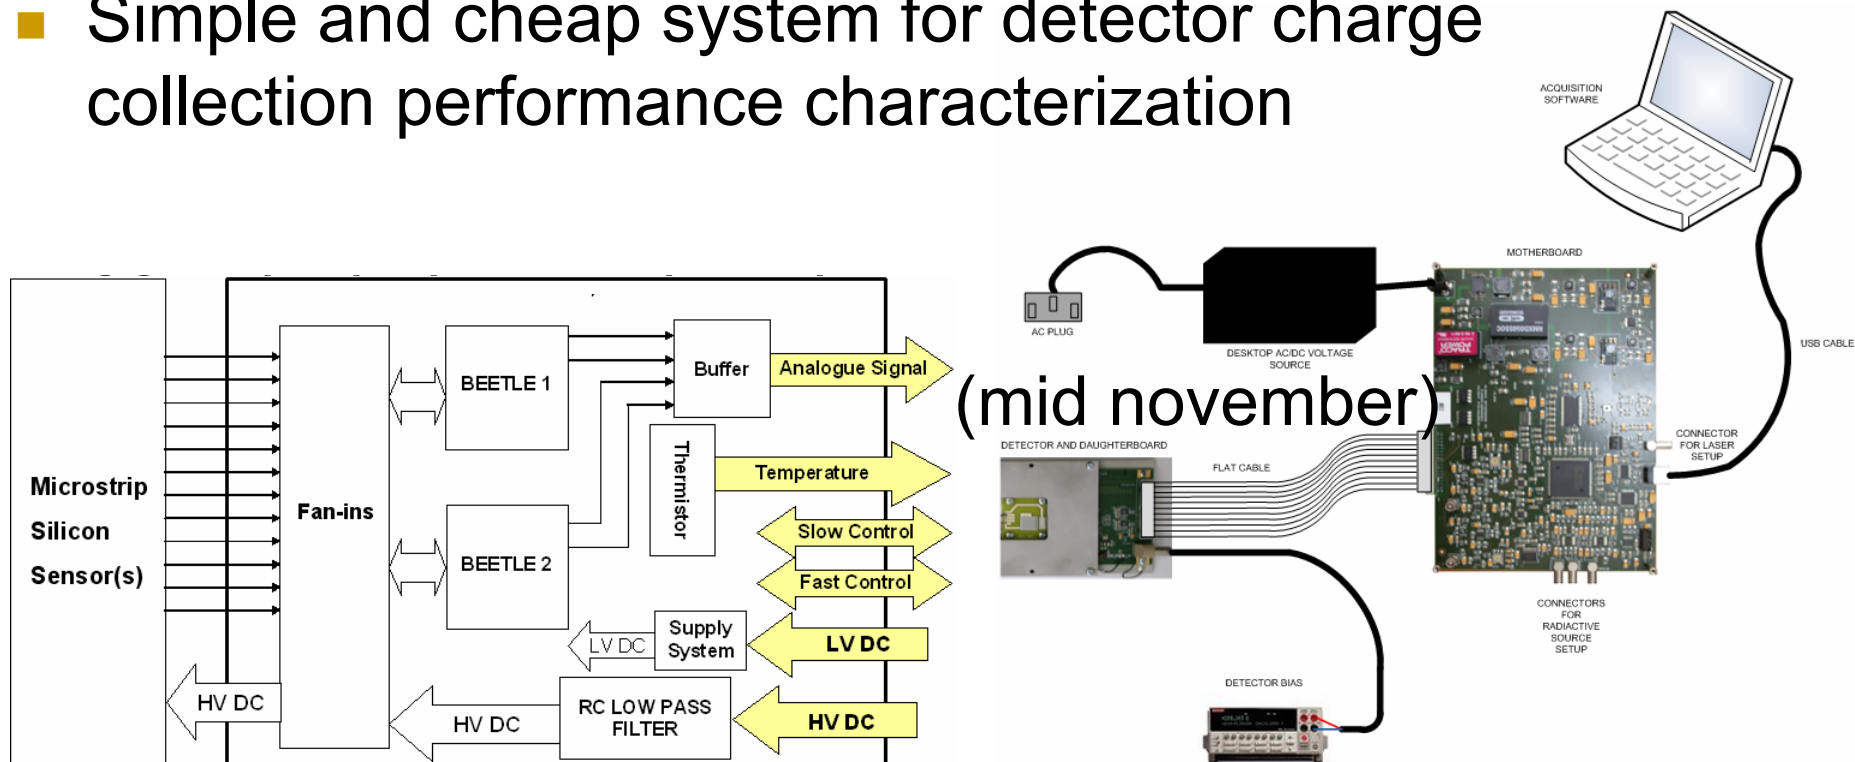 Simple and cheap system for detector charge
collection performance characterization
ACQUISITION
SOFTWARE
MOTHERBOARD
AC PLUG
DESKTOP AC/DC VOLTAGE
SOURCE
USB CABLE
(mid november)
DETECTOR AND DAUGHTERBOARD
FLAT CABLE
CONNECTOR
FOR LASER
SETUP
CONNECTORS
FOR
RADIACTIVE
SOURCE
SETUP
DETECTOR BIAS
Microstrip
Silicon
Sensor(s)
Fan-ins
BEETLE 1
BEETLE 2
Buffer
Analogue Signal
Thermistor
Temperature
Slow Control
Fast Control
LV DC
Supply
System
LV DC
HV DC
HV DC
RC LOW PASS
FILTER
HV DC
TRACO
POWER